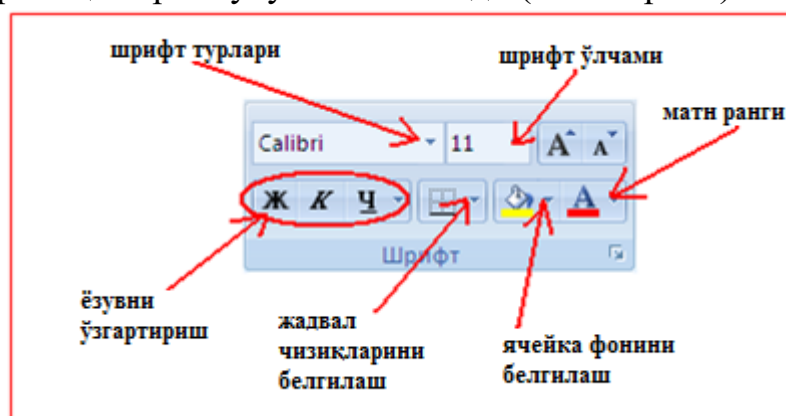 шрифт турлари
шрифт ўлчами
матн ранги
Calibri
11
A A
Ж К Ч
A
Шрифт
ёзувни
ўзгартириш
жадвал
чизиқларини
белгилаш
ячейка фонини
белгилаш